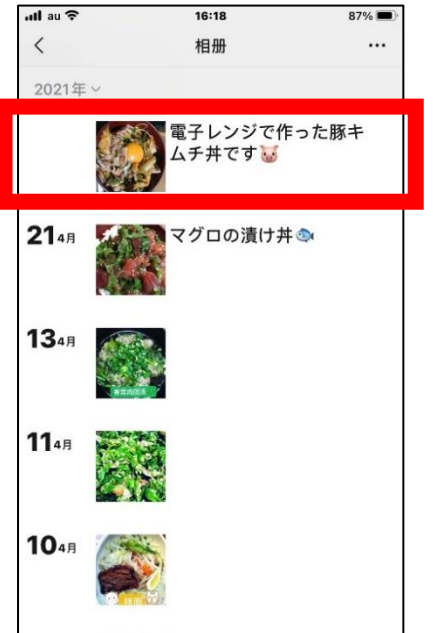 au 16:18 87%
相册
2021年
電子レンジで作った豚キ
ムチ丼です🐷
21 4月 マグロの漬け丼🐟
13 4月
11 4月
10 4月